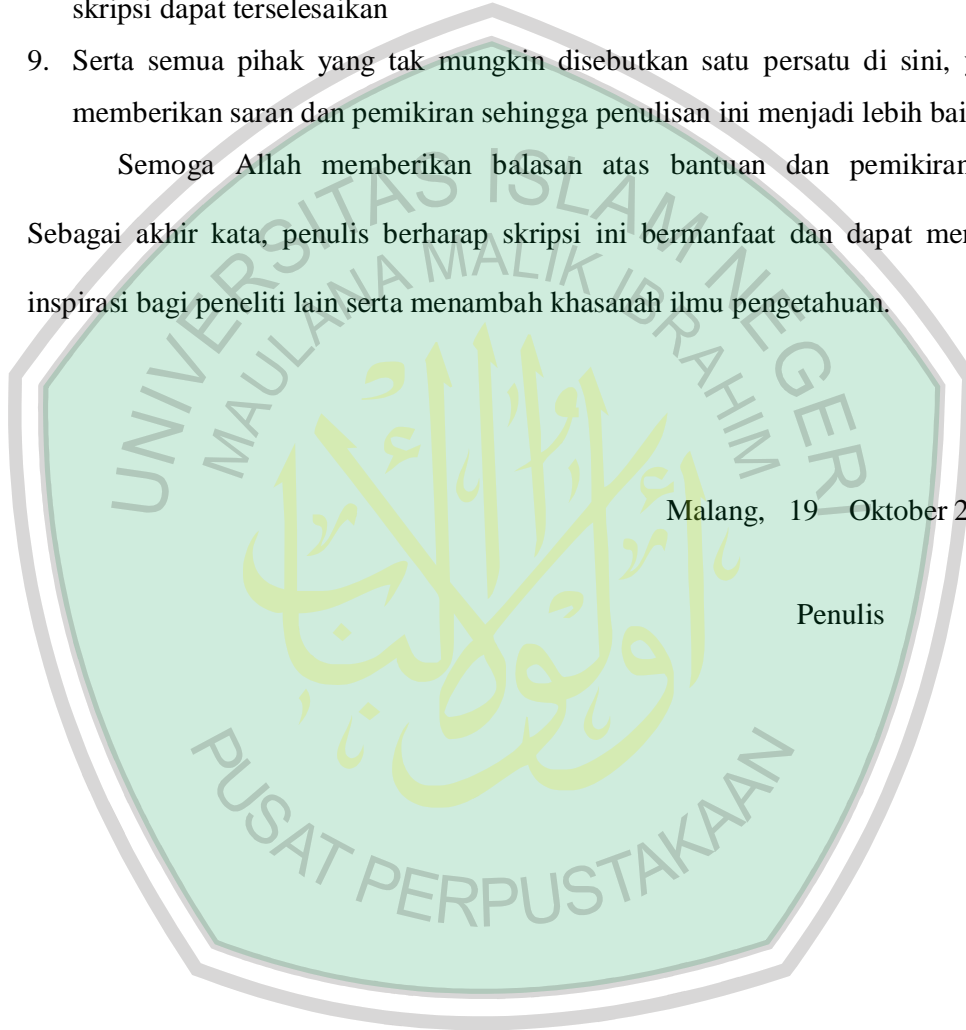 skripsi dapat terselesaikan
9. Serta semua pihak yang tak mungkin disebutkan satu persatu di sini,
memberikan saran dan pemikiran sehingga penulisan ini menjadi lebih bai
Semoga Allah memberikan balasan atas bantuan dan pemikiran
Sebagai akhir kata, penulis berharap skripsi ini bermanfaat dan dapat mer
inspirasi bagi peneliti lain serta menambah khasanah ilmu pengetahuan.
Malang, 19 Oktober 2
Penulis
UNIVERSITAS ISLAM NEGERI
MAULANA MALIK IBRAHIM
أولو الألباب
PUSAT PERPUSTAKAAN